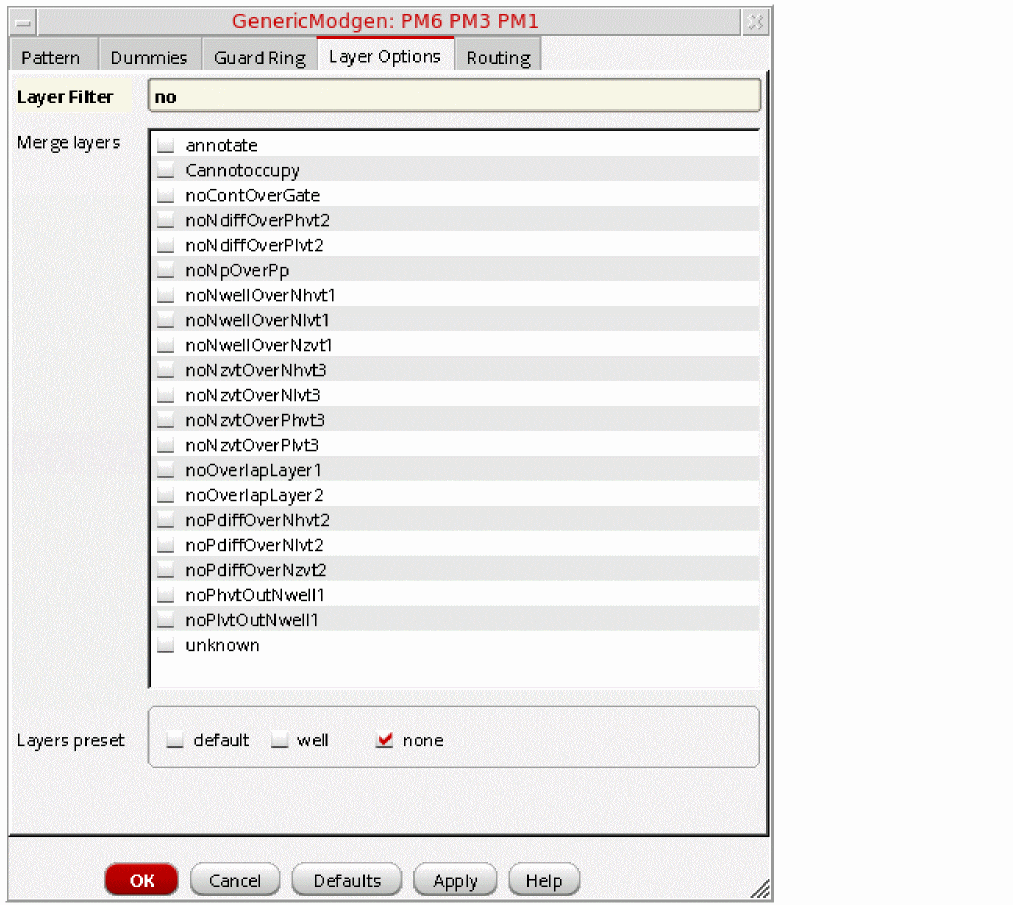 GenericModgen: PM6 PM3 PM1
Pattern Dummies Guard Ring Layer Options Routing
Layer Filter no
Merge layers annotate
Cannotoccupy
noContOverGate
noNdiffOverPhvt2
noNdiffOverPlvt2
noNpOverPp
noNwellOverNhvt1
noNwellOverNlvt1
noNwellOverNzvt1
noNzvtOverNhvt3
noNzvtOverNlvt3
noNzvtOverPhvt3
noNzvtOverPlvt3
noOverlapLayer1
noOverlapLayer2
noPdiffOverNhvt2
noPdiffOverNlvt2
noPdiffOverNzvt2
noPhvtOutNwell1
noPlvtOutNwell1
unknown
Layers preset default well none
OK Cancel Defaults Apply Help